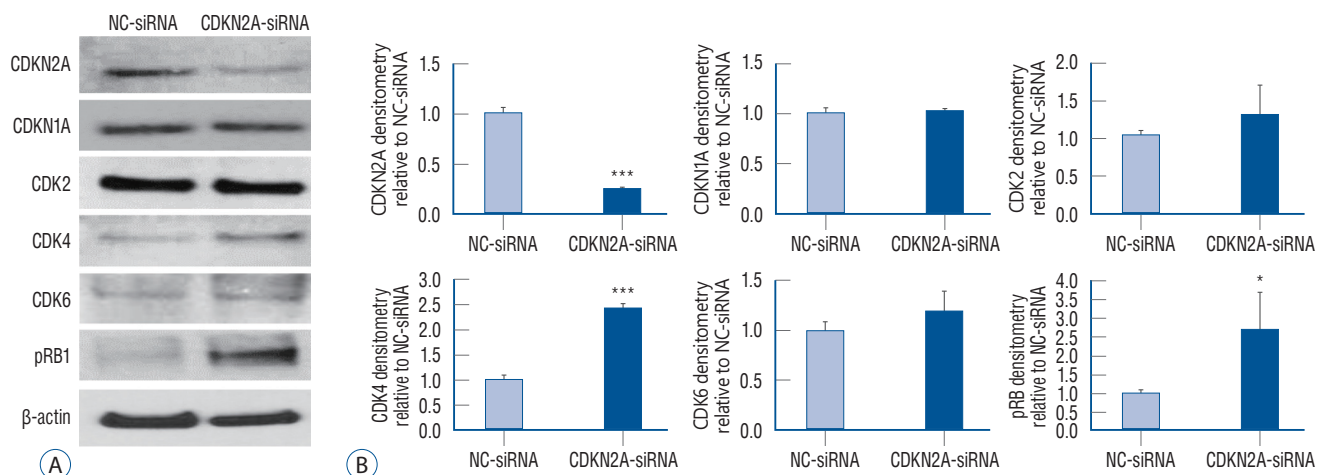 NC-siRNA CDKN2A-siRNA
CDKN2A
CDKN1A
CDK2
CDK4
CDK6
pRB1
β-actin
A
CDKN2A densitometry
relative to NC-siRNA
1.5
1.0
0.5
0.0
***
NC-siRNA CDKN2A-siRNA
CDKN1A densitometry
relative to NC-siRNA
1.5
1.0
0.5
0.0
NC-siRNA CDKN2A-siRNA
CDK2 densitometry
relative to NC-siRNA
2.0
1.5
1.0
0.5
0.0
NC-siRNA CDKN2A-siRNA
CDK4 densitometry
relative to NC-siRNA
3.0
2.5
2.0
1.5
1.0
0.5
0.0
***
NC-siRNA CDKN2A-siRNA
CDK6 densitometry
relative to NC-siRNA
1.5
1.0
0.5
0.0
NC-siRNA CDKN2A-siRNA
pRB densitometry
relative to NC-siRNA
4.0
3.5
3.0
2.5
2.0
1.5
1.0
0.5
0.0
*
NC-siRNA CDKN2A-siRNA
B